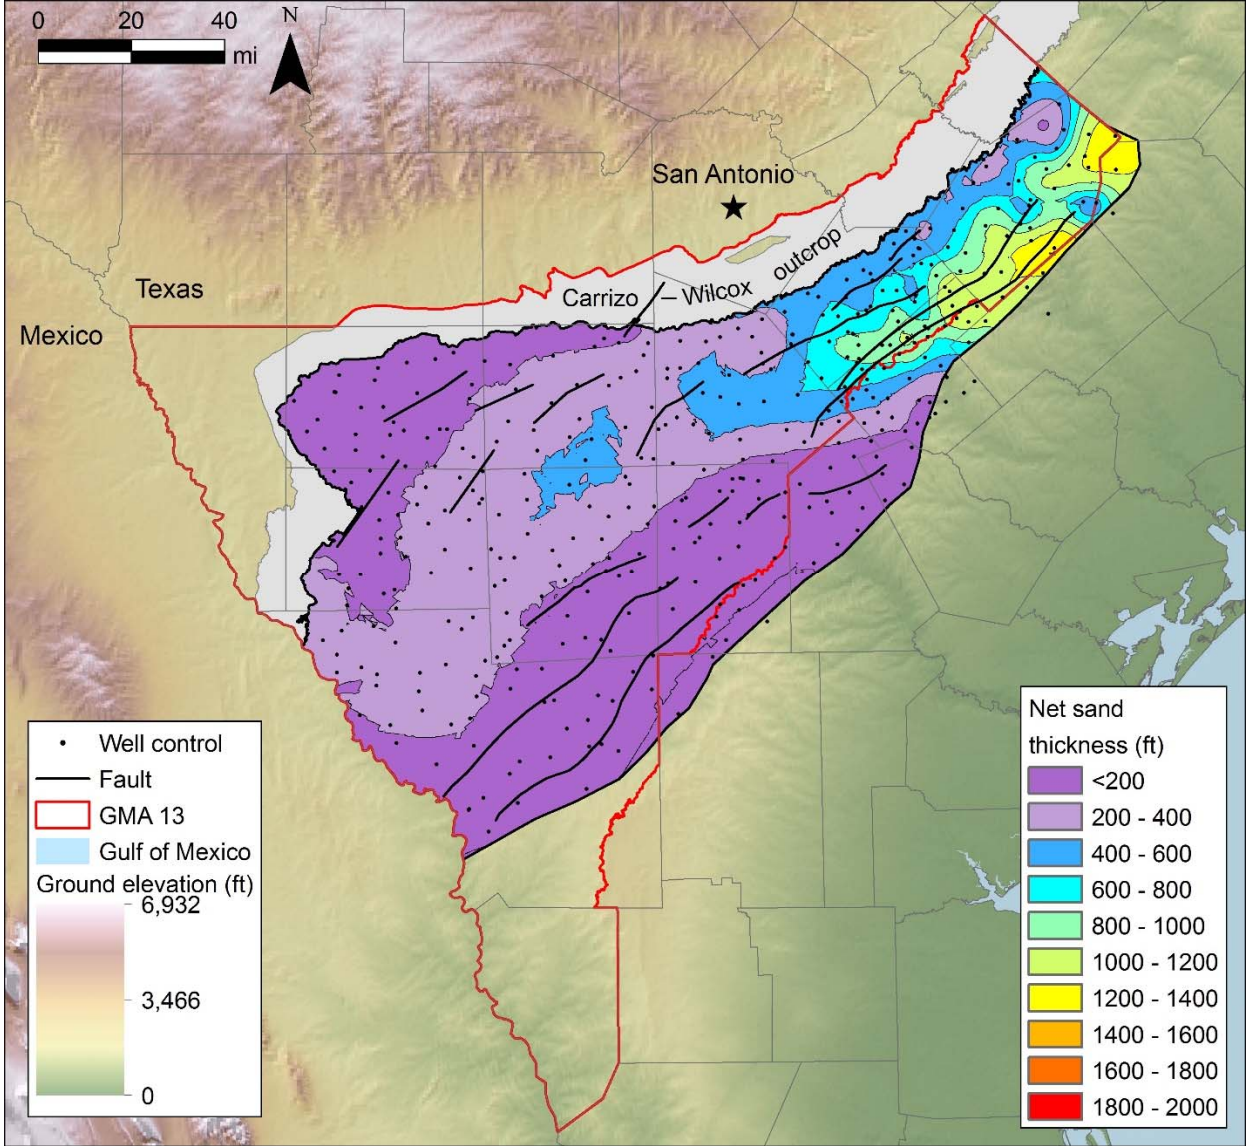 0 20 40
mi
N
San Antonio
Texas
Mexico
Carrizo – Wilcox outcrop
Well control
Fault
GMA 13
Gulf of Mexico
Ground elevation (ft)
6,932
3,466
0
Net sand
thickness (ft)
<200
200 - 400
400 - 600
600 - 800
800 - 1000
1000 - 1200
1200 - 1400
1400 - 1600
1600 - 1800
1800 - 2000